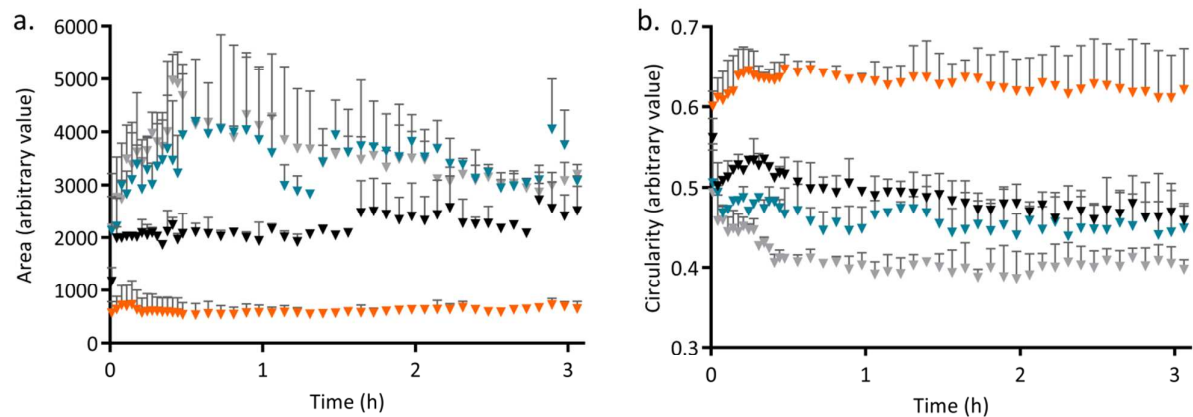 a.
Area (arbitrary value)
6000
5000
4000
3000
2000
1000
0
0 1 2 3
Time (h)
b.
Circularity (arbitrary value)
0.7
0.6
0.5
0.4
0.3
0 1 2 3
Time (h)